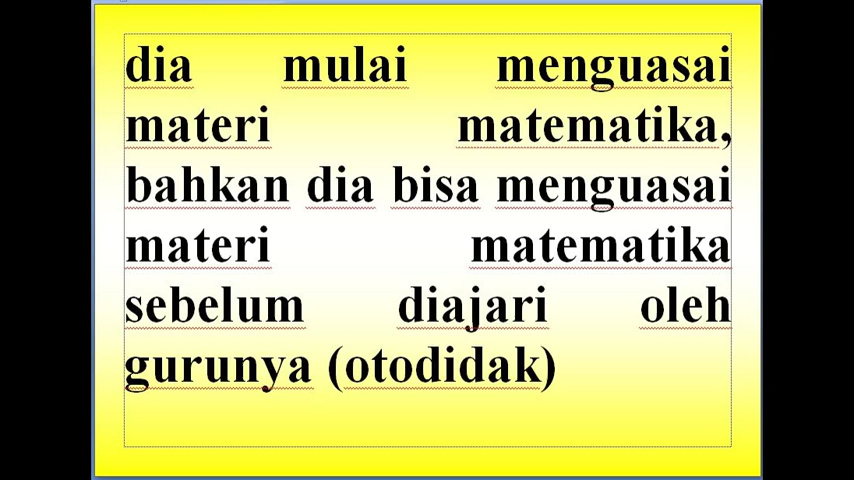 dia mulai menguasai
materi matematika,
bahkan dia bisa menguasai
materi matematika
sebelum diajari oleh
gurunya (otodidak)